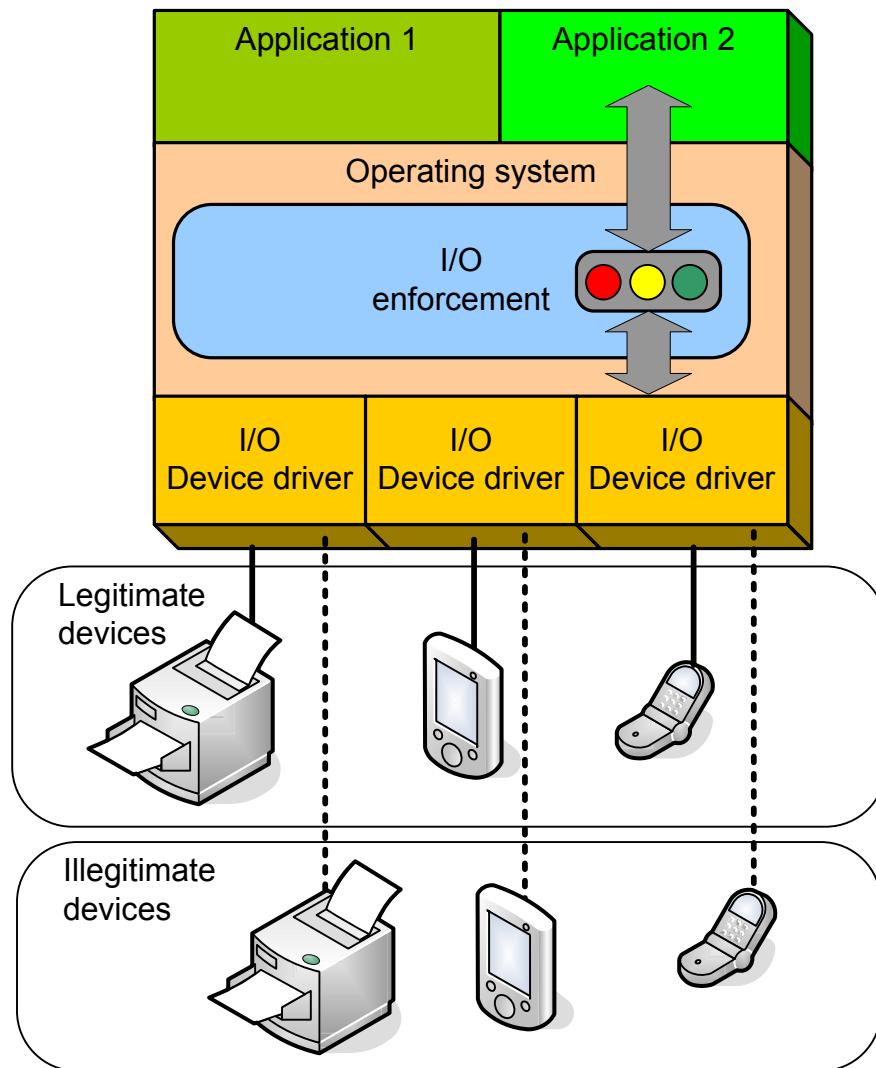 Application 1
Application 2
Operating system
I/O
enforcement
I/O
Device driver
I/O
Device driver
I/O
Device driver
Legitimate
devices
Illegitimate
devices